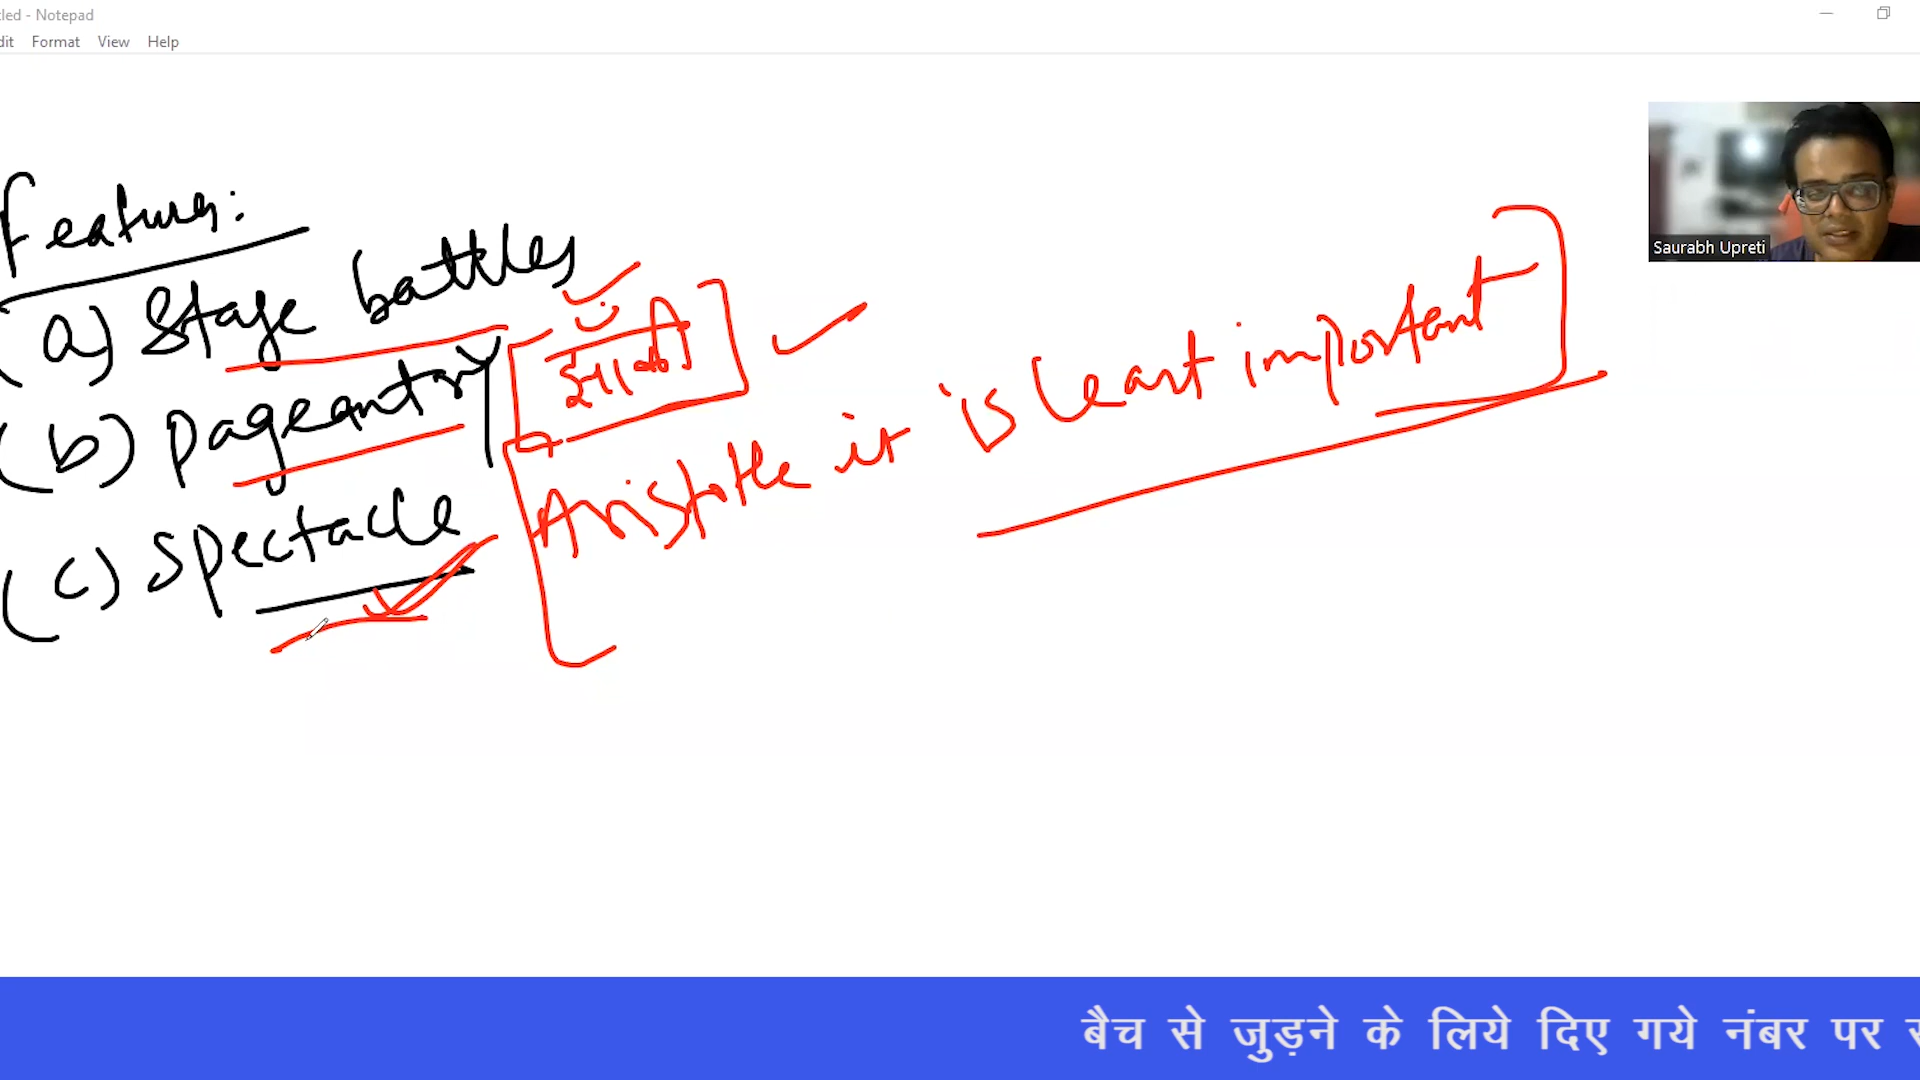 tled - Notepad
dit Format View Help
Features:
(a) Stage battles
(b) pageantry [झांकी]
(c) Spectacle
Aristotle it is least important
Saurabh Upreti
बैच से जुड़ने के लिये दिए गये नंबर पर